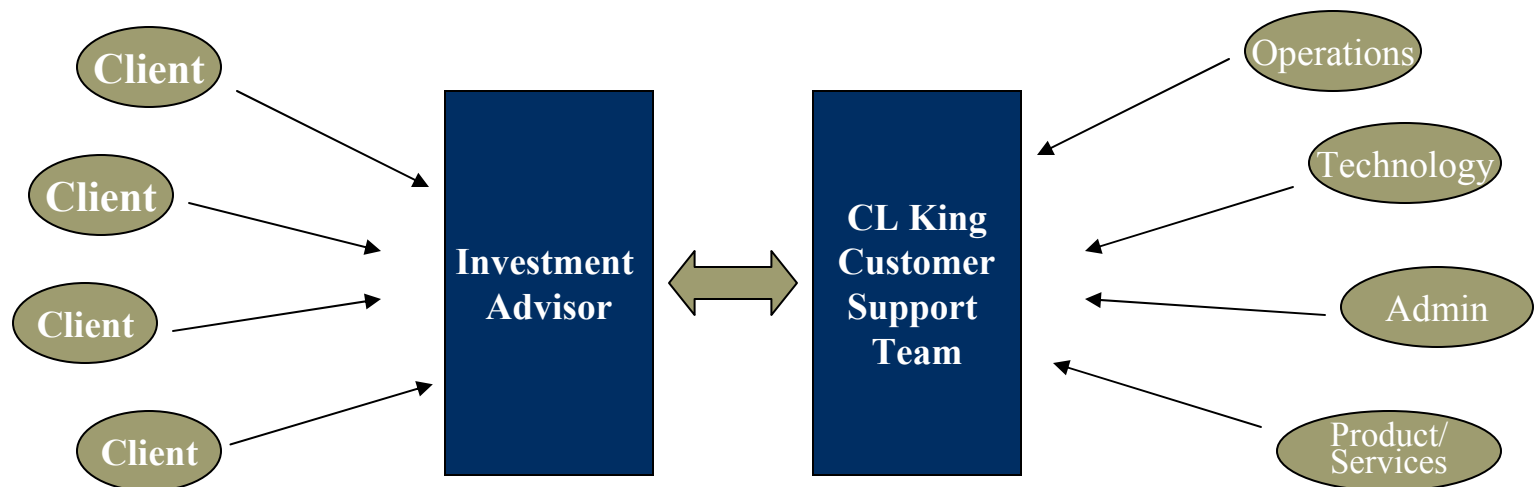 Client
Client
Client
Client
Investment
Advisor
CL King
Customer
Support
Team
Operations
Technology
Admin
Product/
Services